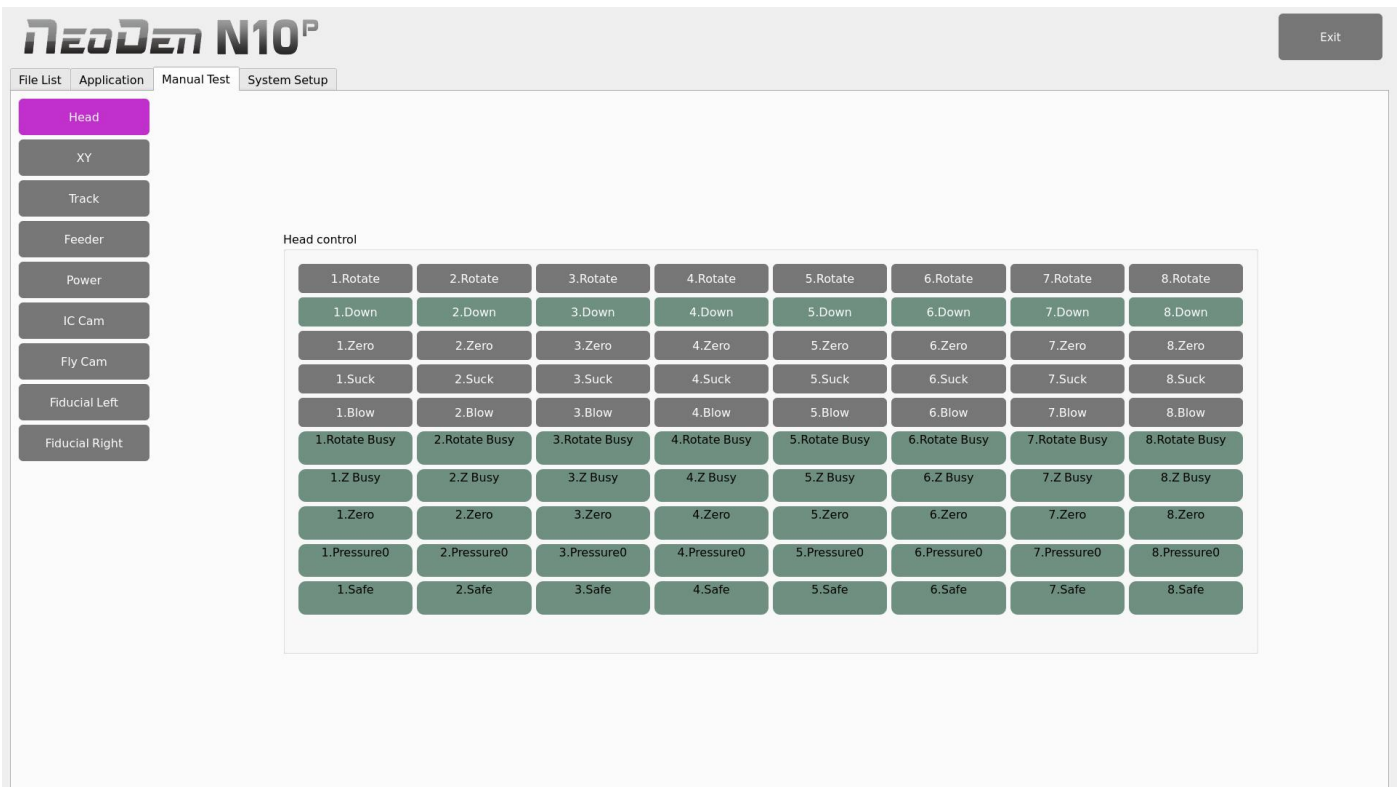 NeoDen N10P
Exit
File List Application Manual Test System Setup
Head
XY
Track
Feeder
Power
IC Cam
Fly Cam
Fiducial Left
Fiducial Right
Head control
1.Rotate 2.Rotate 3.Rotate 4.Rotate 5.Rotate 6.Rotate 7.Rotate 8.Rotate
1.Down 2.Down 3.Down 4.Down 5.Down 6.Down 7.Down 8.Down
1.Zero 2.Zero 3.Zero 4.Zero 5.Zero 6.Zero 7.Zero 8.Zero
1.Suck 2.Suck 3.Suck 4.Suck 5.Suck 6.Suck 7.Suck 8.Suck
1.Blow 2.Blow 3.Blow 4.Blow 5.Blow 6.Blow 7.Blow 8.Blow
1.Rotate Busy 2.Rotate Busy 3.Rotate Busy 4.Rotate Busy 5.Rotate Busy 6.Rotate Busy 7.Rotate Busy 8.Rotate Busy
1.Z Busy 2.Z Busy 3.Z Busy 4.Z Busy 5.Z Busy 6.Z Busy 7.Z Busy 8.Z Busy
1.Zero 2.Zero 3.Zero 4.Zero 5.Zero 6.Zero 7.Zero 8.Zero
1.Pressure0 2.Pressure0 3.Pressure0 4.Pressure0 5.Pressure0 6.Pressure0 7.Pressure0 8.Pressure0
1.Safe 2.Safe 3.Safe 4.Safe 5.Safe 6.Safe 7.Safe 8.Safe